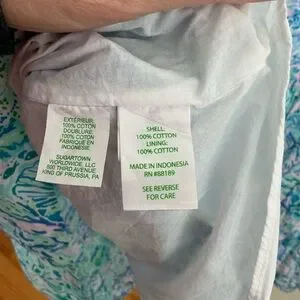 EXTÉRIEUR:
100% COTON
DOUBLURE:
100% COTON
FABRIQUÉ EN
INDONÉSIE
SUGARTOWN
WORLDWIDE, LLC
800 THIRD AVENUE
KING OF PRUSSIA, PA
SHELL:
100% COTTON
LINING:
100% COTTON
MADE IN INDONESIA
RN #88189
SEE REVERSE
FOR CARE